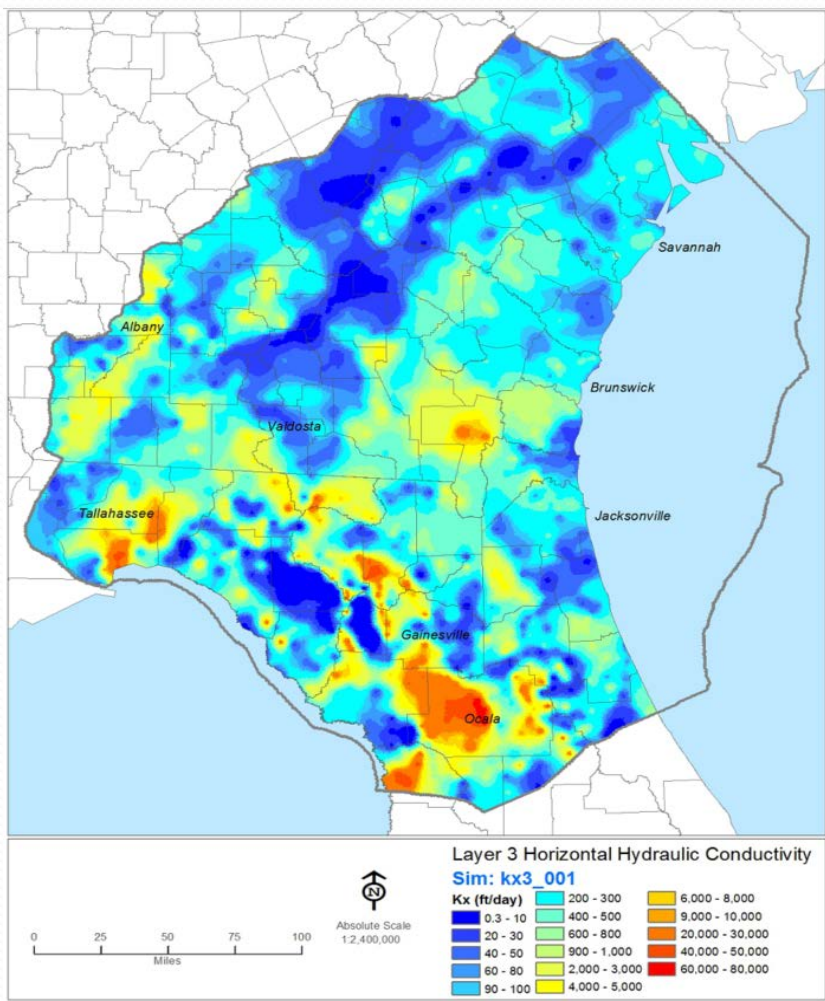 Savannah
Albany
Brunswick
Valdosta
Tallahassee
Jacksonville
Gainesville
Ocala
Layer 3 Horizontal Hydraulic Conductivity
Sim: kx3_001
Kx (ft/day)
0.3 - 10
20 - 30
40 - 50
60 - 80
90 - 100
200 - 300
400 - 500
600 - 800
900 - 1,000
2,000 - 3,000
4,000 - 5,000
6,000 - 8,000
9,000 - 10,000
20,000 - 30,000
40,000 - 50,000
60,000 - 80,000
N
Absolute Scale
1:2,400,000
0 25 50 75 100
Miles